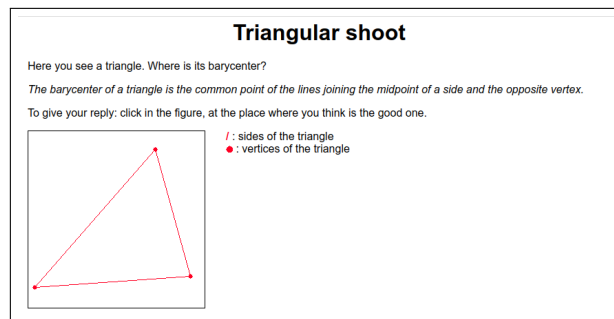 Triangular shoot
Here you see a triangle. Where is its barycenter?
The barycenter of a triangle is the common point of the lines joining the midpoint of a side and the opposite vertex.
To give your reply: click in the figure, at the place where you think is the good one.
/ : sides of the triangle
● : vertices of the triangle